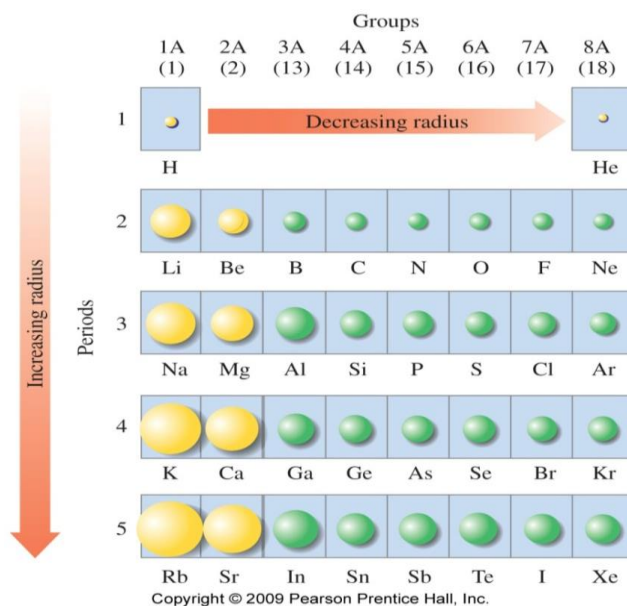 Groups
1A 2A 3A 4A 5A 6A 7A 8A
(1) (2) (13) (14) (15) (16) (17) (18)
1
Decreasing radius
H He
2
Li Be B C N O F Ne
3
Na Mg Al Si P S Cl Ar
4
K Ca Ga Ge As Se Br Kr
5
Rb Sr In Sn Sb Te I Xe
Increasing radius
Periods
Copyright © 2009 Pearson Prentice Hall, Inc.